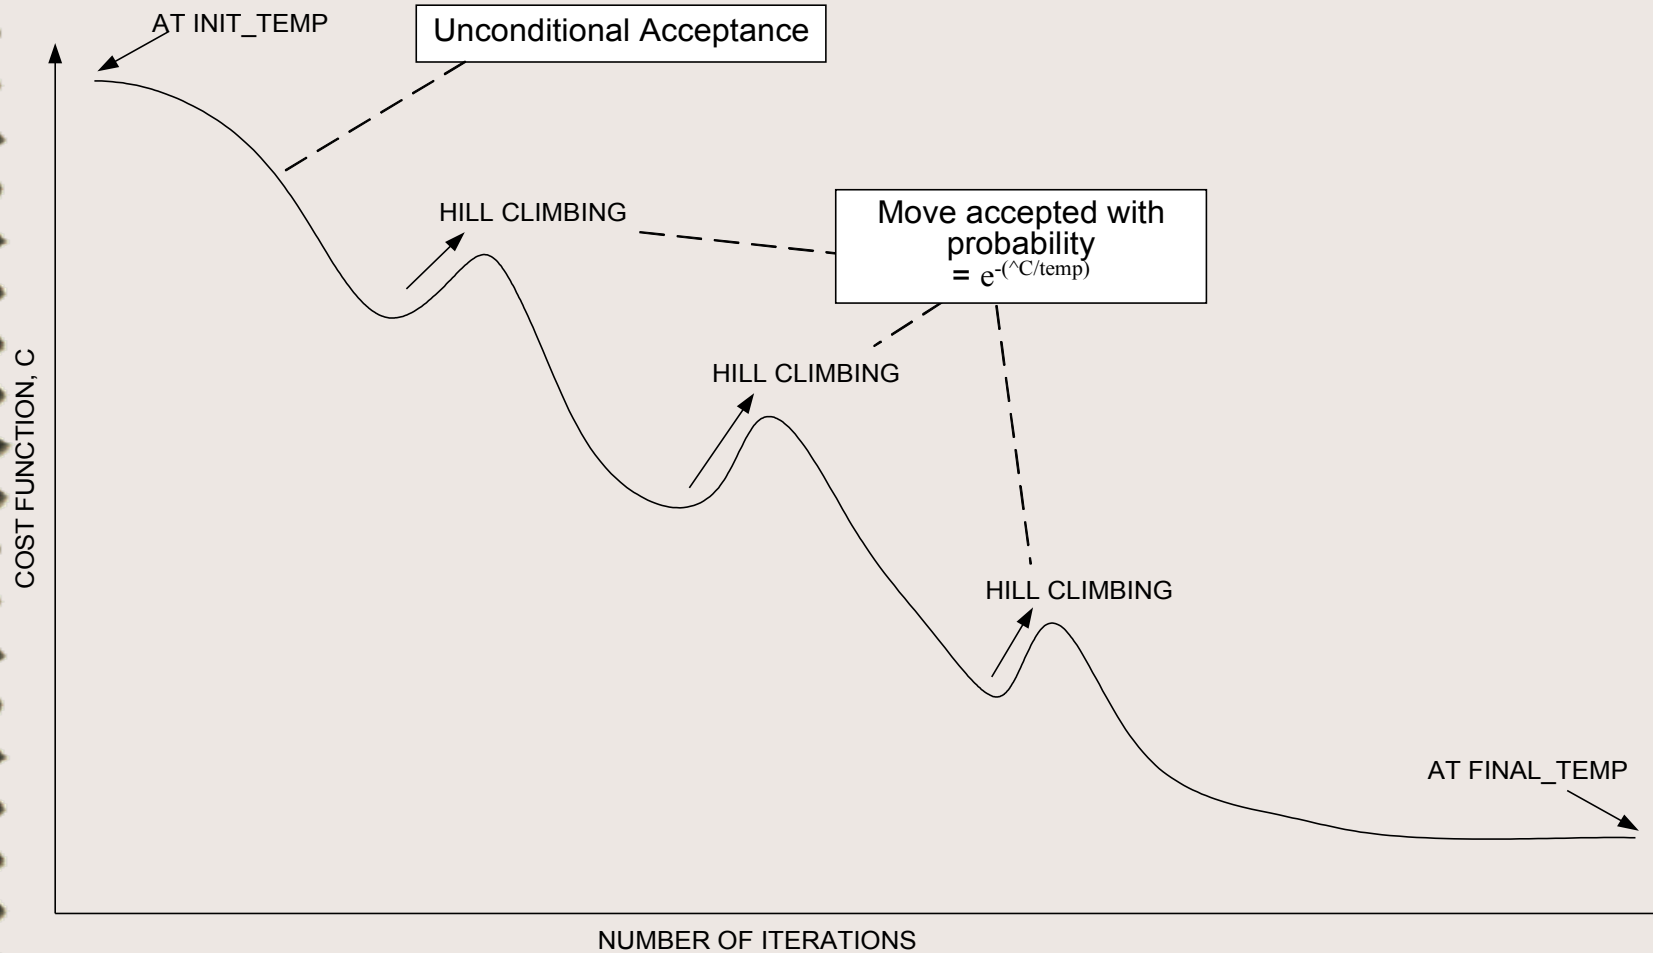 AT INIT_TEMP
Unconditional Acceptance
HILL CLIMBING
Move accepted with
probability
= e-(^C/temp)
HILL CLIMBING
COST FUNCTION, C
HILL CLIMBING
AT FINAL_TEMP
NUMBER OF ITERATIONS